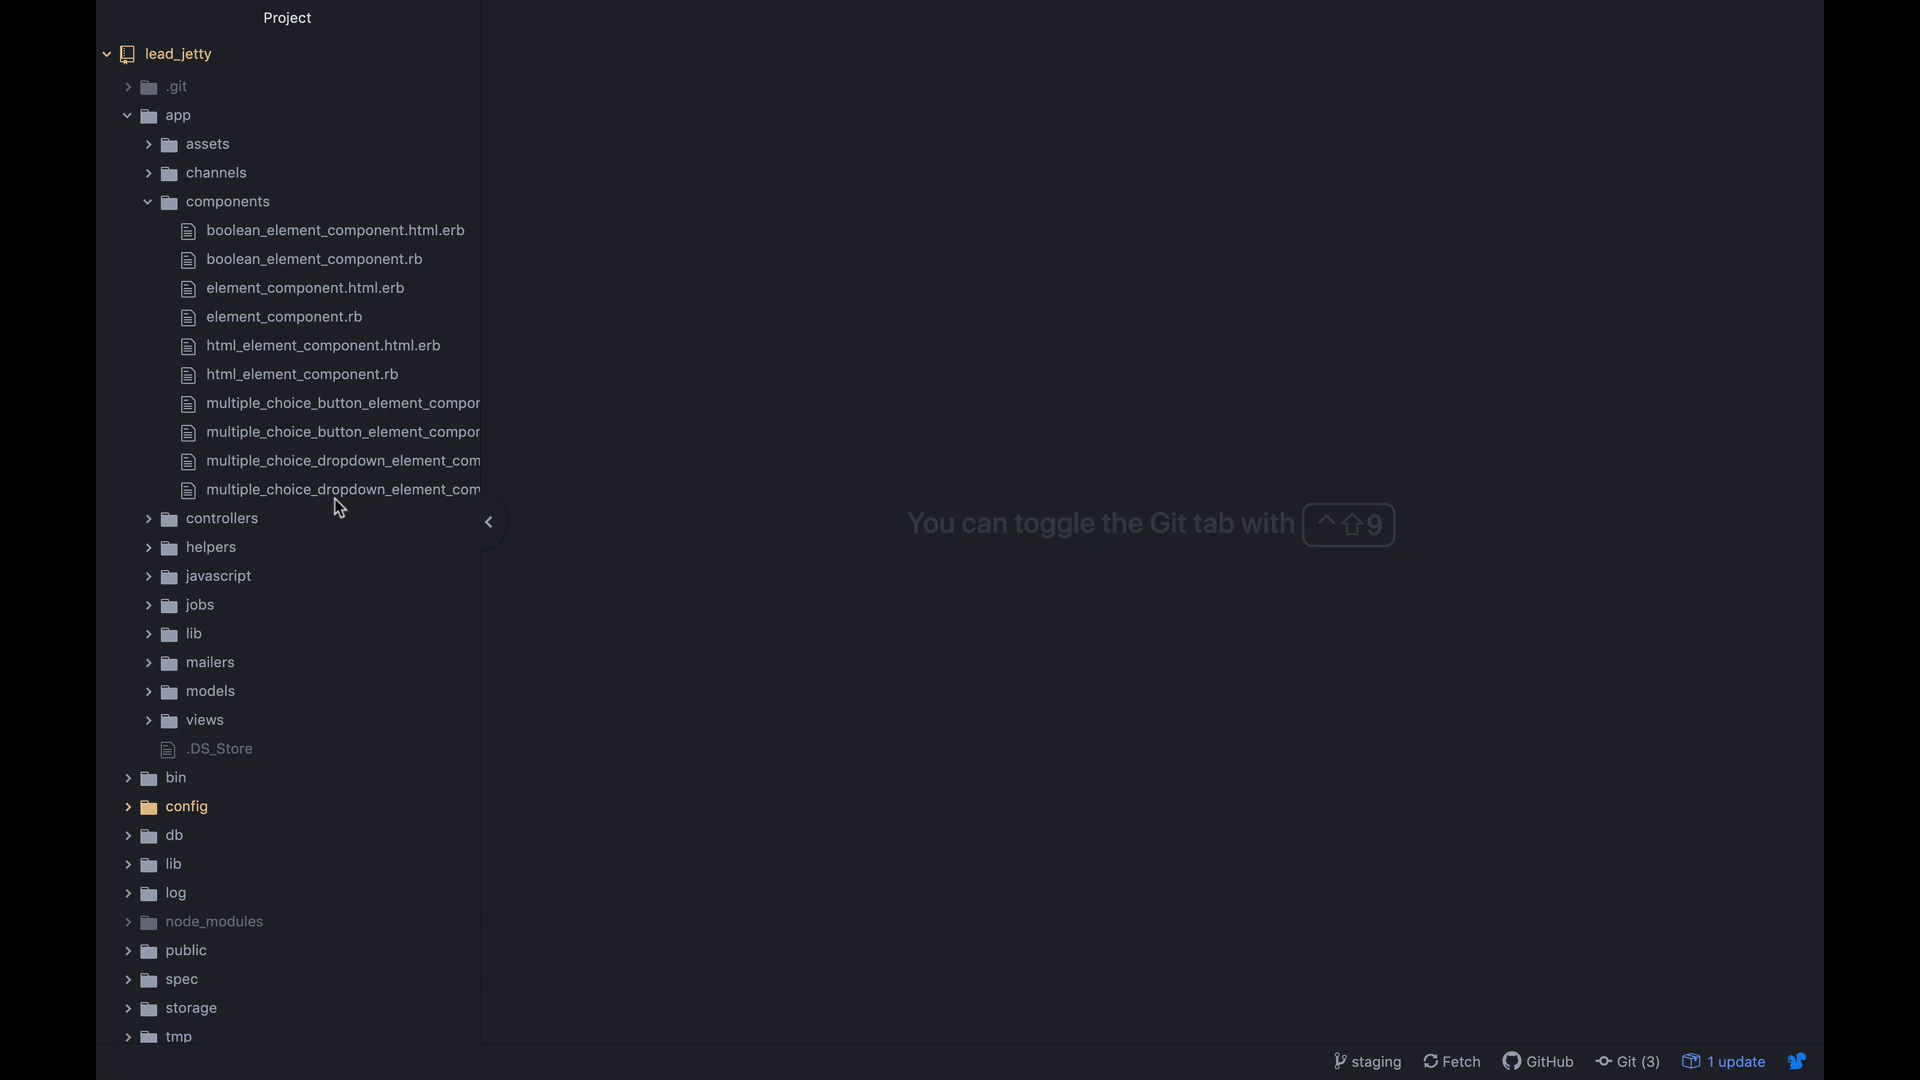 Project
lead_jetty
.git
app
assets
channels
components
boolean_element_component.html.erb
boolean_element_component.rb
element_component.html.erb
element_component.rb
html_element_component.html.erb
html_element_component.rb
multiple_choice_button_element_compor
multiple_choice_button_element_compor
multiple_choice_dropdown_element_com
multiple_choice_dropdown_element_com
controllers
helpers
javascript
jobs
lib
mailers
models
views
.DS_Store
bin
config
db
lib
log
node_modules
public
spec
storage
tmp
You can toggle the Git tab with ⌃⇧9
staging Fetch GitHub Git (3) 1 update